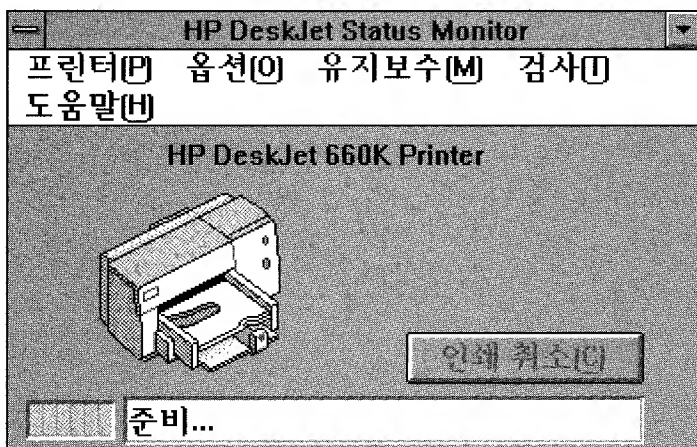 HP DeskJet Status Monitor
프린터(P) 옵션(O) 유지보수(M) 검사(T)
도움말(H)
HP DeskJet 660K Printer
인쇄 취소(C)
준비...